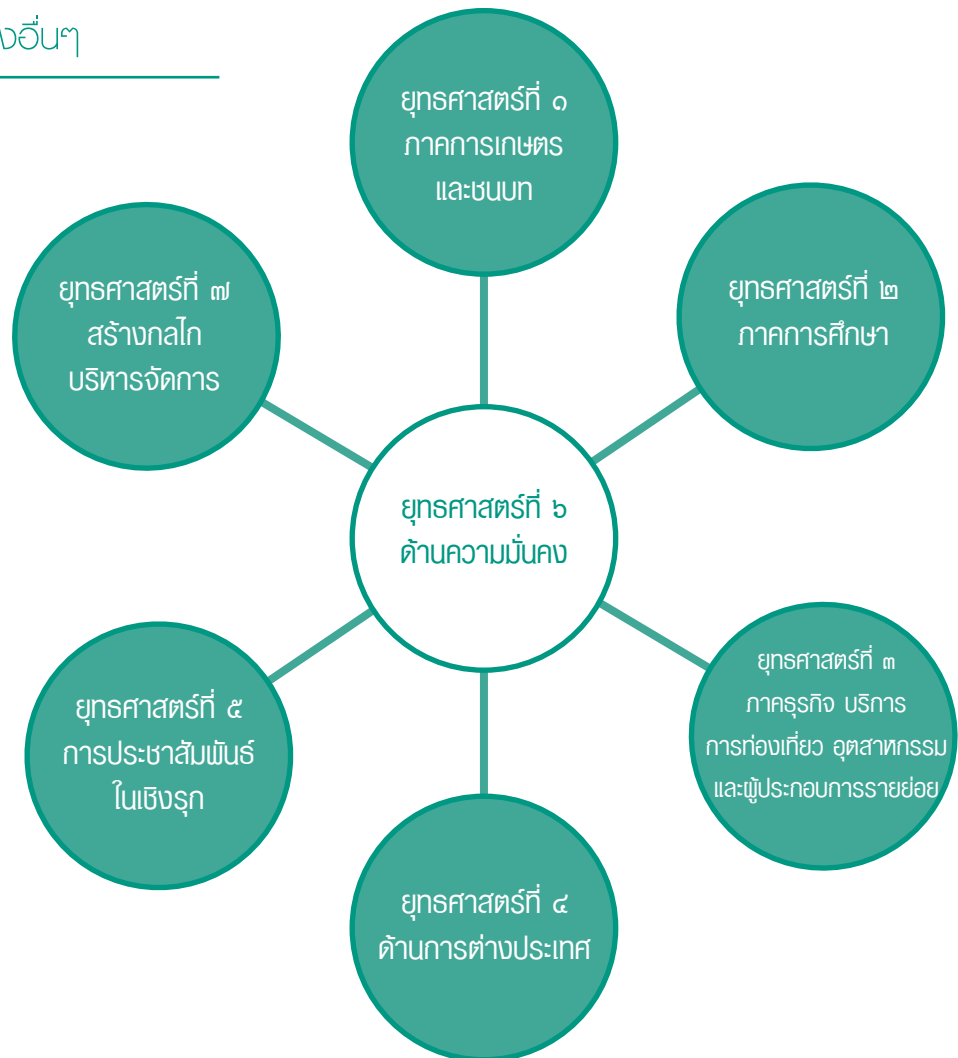 งอื่นๆ
ยุทธศาสตร์ที่ ๑
ภาคการเกษตร
และชนบท
ยุทธศาสตร์ที่ ๒
ภาคการศึกษา
ยุทธศาสตร์ที่ ๓
ภาคธุรกิจ บริการ
การท่องเที่ยว อุตสาหกรรม
และผู้ประกอบการรายย่อย
ยุทธศาสตร์ที่ ๔
ด้านการต่างประเทศ
ยุทธศาสตร์ที่ ๕
การประชาสัมพันธ์
ในเชิงรุก
ยุทธศาสตร์ที่ ๗
สร้างกลไก
บริหารจัดการ
ยุทธศาสตร์ที่ ๖
ด้านความมั่นคง